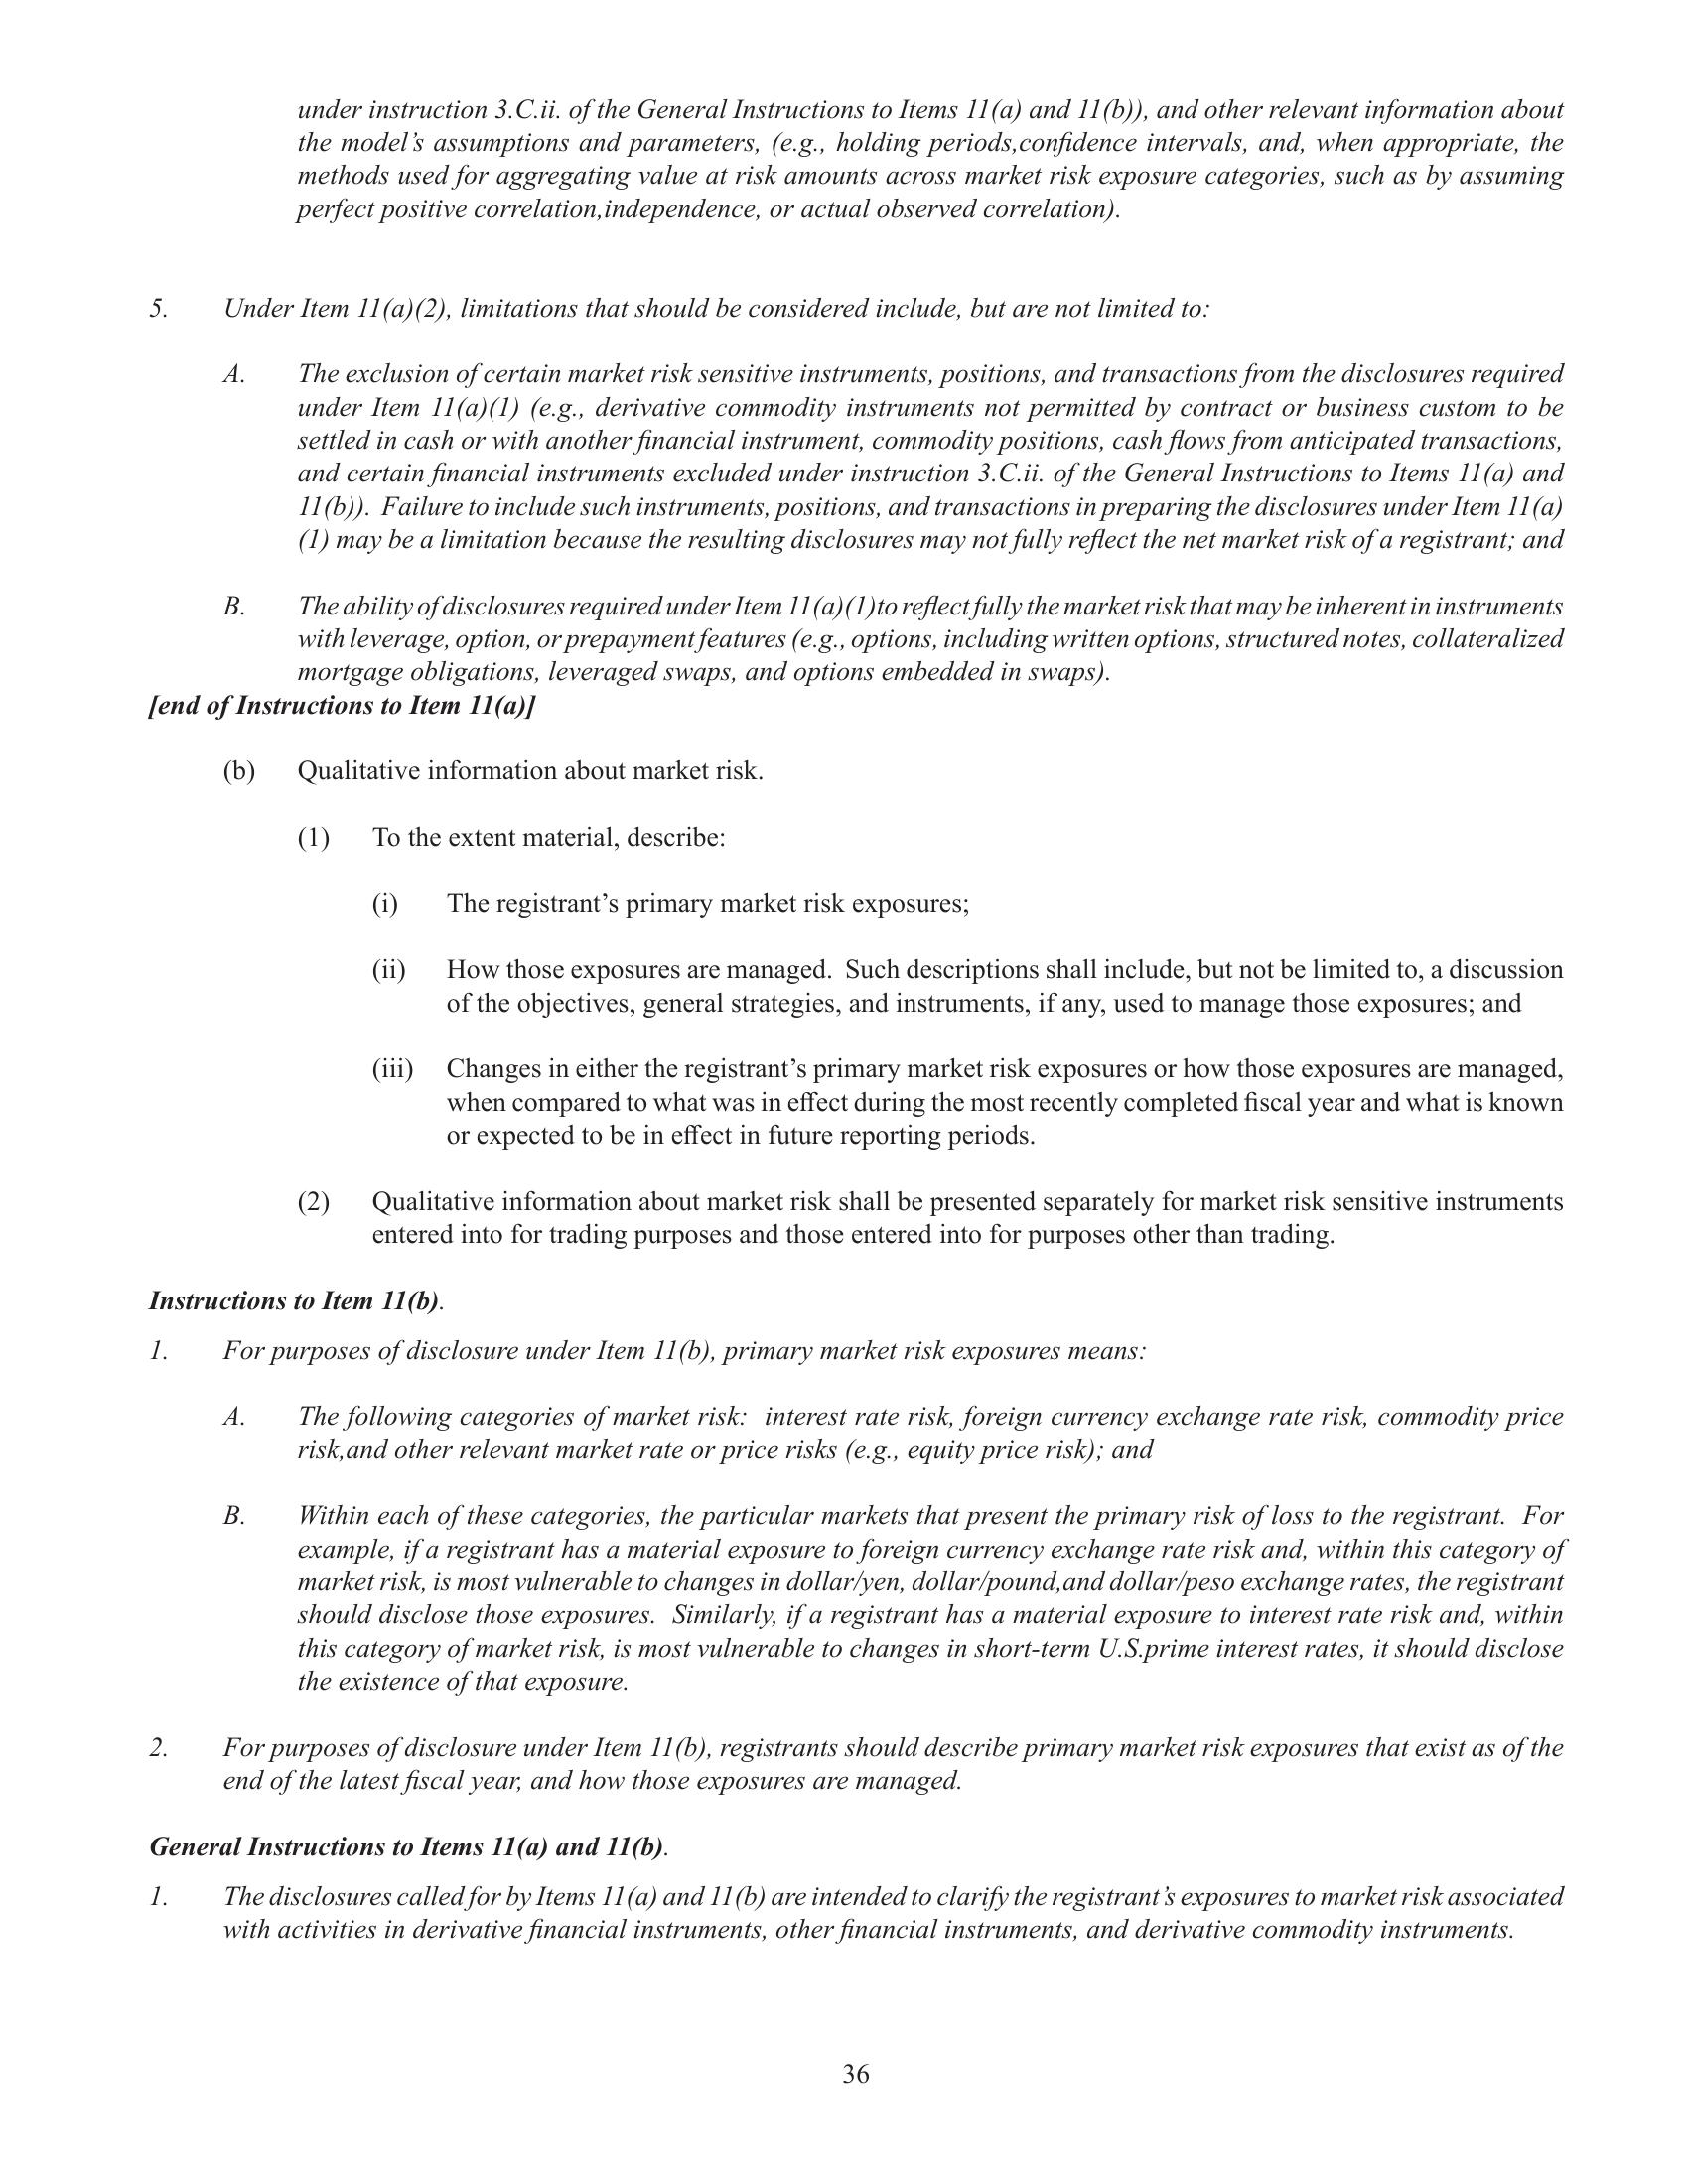 under instruction 3.C.ii. of the General Instructions to Items 11(a) and 11(b)), and other relevant information about
the model’s assumptions and parameters, (e.g., holding periods,confidence intervals, and, when appropriate, the
methods used for aggregating value at risk amounts across market risk exposure categories, such as by assuming
perfect positive correlation,independence, or actual observed correlation).
5. Under Item 11(a)(2), limitations that should be considered include, but are not limited to:
A. The exclusion of certain market risk sensitive instruments, positions, and transactions from the disclosures required
under Item 11(a)(1) (e.g., derivative commodity instruments not permitted by contract or business custom to be
settled in cash or with another financial instrument, commodity positions, cash flows from anticipated transactions,
and certain financial instruments excluded under instruction 3.C.ii. of the General Instructions to Items 11(a) and
11(b)). Failure to include such instruments, positions, and transactions in preparing the disclosures under Item 11(a)
(1) may be a limitation because the resulting disclosures may not fully reflect the net market risk of a registrant; and
B. The ability of disclosures required under Item 11(a)(1)to reflect fully the market risk that may be inherent in instruments
with leverage, option, or prepayment features (e.g., options, including written options, structured notes, collateralized
mortgage obligations, leveraged swaps, and options embedded in swaps).
[end of Instructions to Item 11(a)]
(b) Qualitative information about market risk.
(1) To the extent material, describe:
(i) The registrant’s primary market risk exposures;
(ii) How those exposures are managed. Such descriptions shall include, but not be limited to, a discussion
of the objectives, general strategies, and instruments, if any, used to manage those exposures; and
(iii) Changes in either the registrant’s primary market risk exposures or how those exposures are managed,
when compared to what was in effect during the most recently completed fiscal year and what is known
or expected to be in effect in future reporting periods.
(2) Qualitative information about market risk shall be presented separately for market risk sensitive instruments
entered into for trading purposes and those entered into for purposes other than trading.
Instructions to Item 11(b).
1. For purposes of disclosure under Item 11(b), primary market risk exposures means:
A. The following categories of market risk: interest rate risk, foreign currency exchange rate risk, commodity price
risk,and other relevant market rate or price risks (e.g., equity price risk); and
B. Within each of these categories, the particular markets that present the primary risk of loss to the registrant. For
example, if a registrant has a material exposure to foreign currency exchange rate risk and, within this category of
market risk, is most vulnerable to changes in dollar/yen, dollar/pound,and dollar/peso exchange rates, the registrant
should disclose those exposures. Similarly, if a registrant has a material exposure to interest rate risk and, within
this category of market risk, is most vulnerable to changes in short-term U.S.prime interest rates, it should disclose
the existence of that exposure.
2. For purposes of disclosure under Item 11(b), registrants should describe primary market risk exposures that exist as of the
end of the latest fiscal year, and how those exposures are managed.
General Instructions to Items 11(a) and 11(b).
1. The disclosures called for by Items 11(a) and 11(b) are intended to clarify the registrant’s exposures to market risk associated
with activities in derivative financial instruments, other financial instruments, and derivative commodity instruments.
36